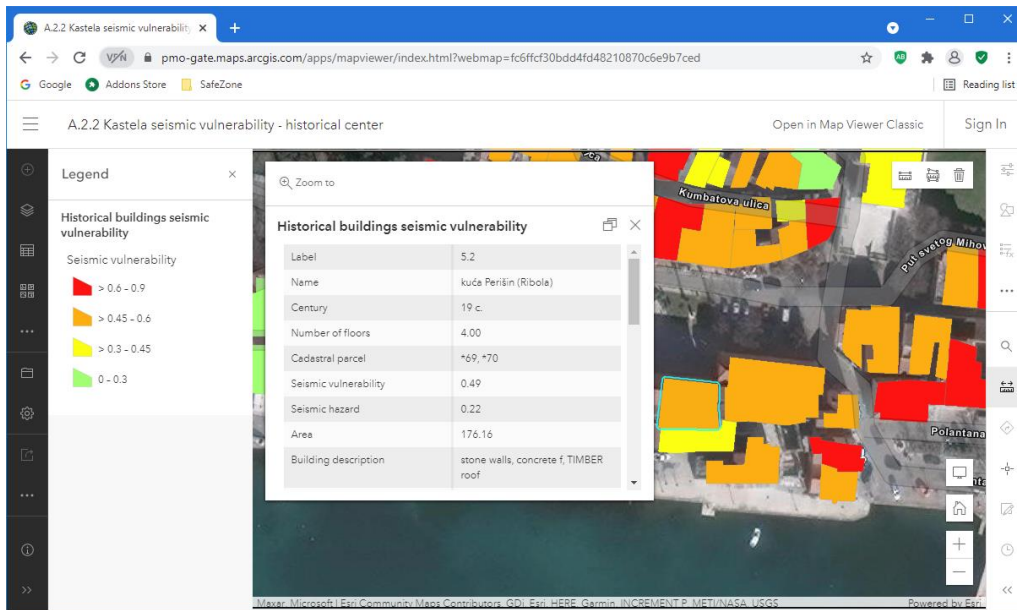 A.2.2 Kastela seismic vulnerability
VPN
pmo-gate.maps.arcgis.com/apps/mapviewer/index.html?webmap=fc6ffcf30bdd4fd48210870c6e9b7ced
AB
Google Addons Store SafeZone
Reading list
A.2.2 Kastela seismic vulnerability - historical center
Open in Map Viewer Classic
Sign In
Legend
Historical buildings seismic
vulnerability
Seismic vulnerability
> 0.6 - 0.9
> 0.45 - 0.6
> 0.3 - 0.45
0 - 0.3
Zoom to
Historical buildings seismic vulnerability
Label 5.2
Name kuća Perišin (Ribola)
Century 19 c.
Number of floors 4.00
Cadastral parcel *69, *70
Seismic vulnerability 0.49
Seismic hazard 0.22
Area 176.16
Building description stone walls, concrete f, TIMBER
roof
Kumbatova ulica
Put svetog Mihov
Polantana
Maxar, Microsoft | Esri Community Maps Contributors, GDi, Esri, HERE, Garmin, INCREMENT P, METI/NASA, USGS
Powered by Esri